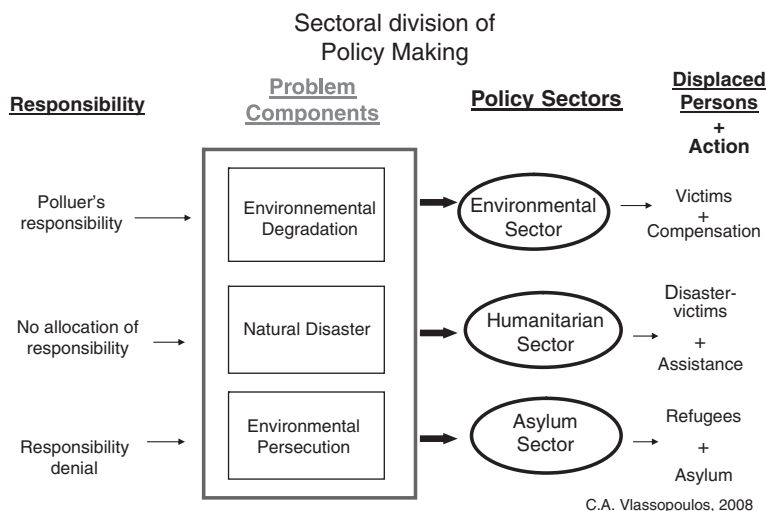 Sectoral division of
Policy Making
Responsibility
Problem
Components
Policy Sectors
Displaced
Persons
+
Action
Polluer's
responsibility
Environnemental
Degradation
Environmental
Sector
Victims
+
Compensation
No allocation of
responsibility
Natural Disaster
Humanitarian
Sector
Disaster-
victims
+
Assistance
Responsibility
denial
Environmental
Persecution
Asylum
Sector
Refugees
+
Asylum
C.A. Vlassopoulos, 2008